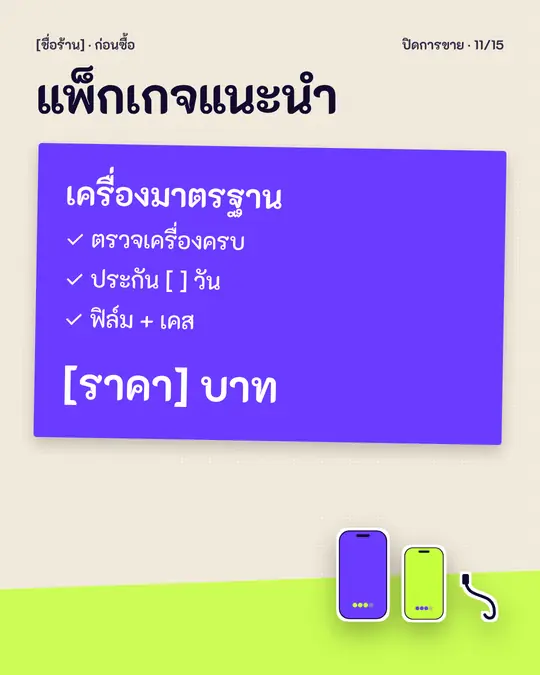 [ชื่อร้าน] · ก่อนซื้อ
ปิดการขาย · 11/15
แพ็กเกจแนะนำ
เครื่องมาตรฐาน
✓ ตรวจเครื่องครบ
✓ ประกัน [ ] วัน
✓ ฟิล์ม + เคส
[ราคา] บาท